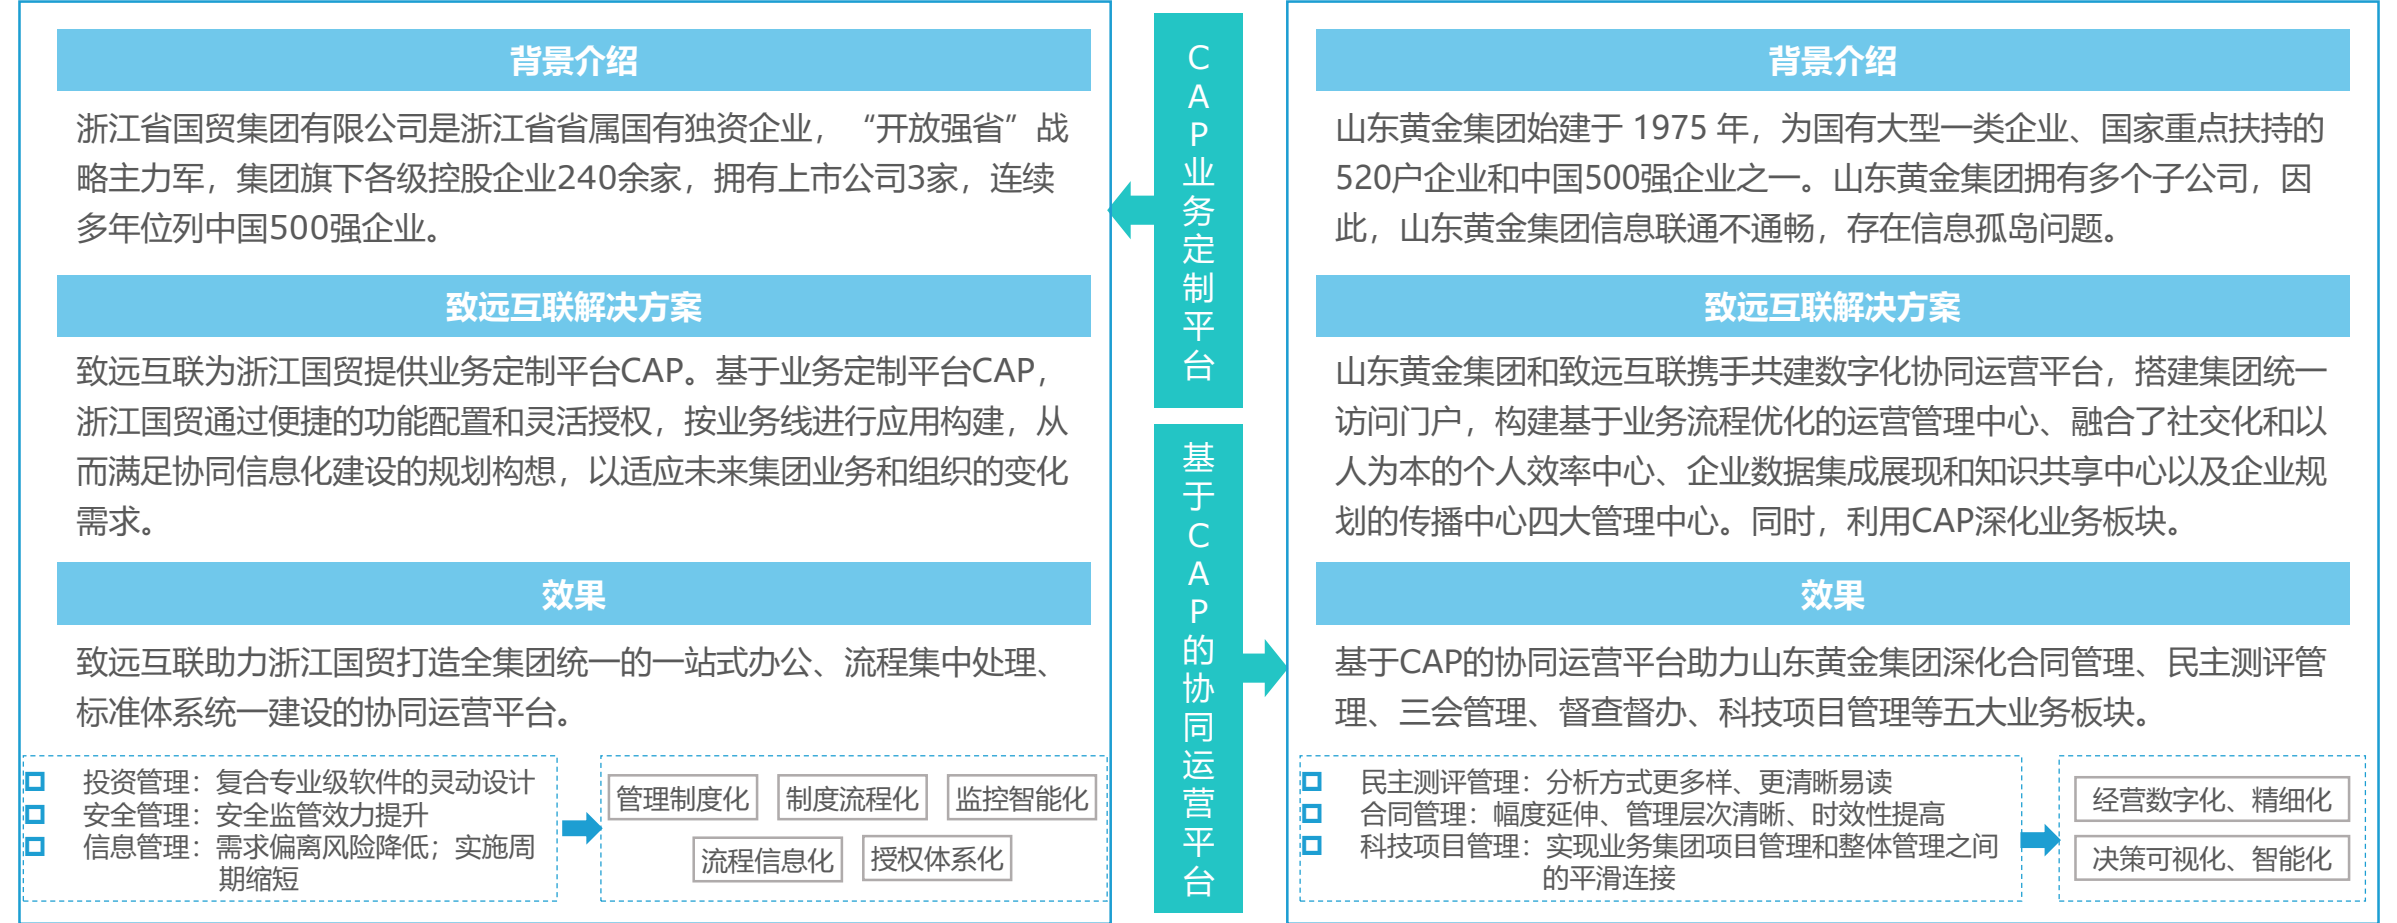 背景介绍
浙江省国贸集团有限公司是浙江省省属国有独资企业，“开放强省”战
略主力军，集团旗下各级控股企业240余家，拥有上市公司3家，连续
多年位列中国500强企业。
致远互联解决方案
致远互联为浙江国贸提供业务定制平台CAP。基于业务定制平台CAP，
浙江国贸通过便捷的功能配置和灵活授权，按业务线进行应用构建，从
而满足协同信息化建设的规划构想，以适应未来集团业务和组织的变化
需求。
效果
致远互联助力浙江国贸打造全集团统一的一站式办公、流程集中处理、
标准体系统一建设的协同运营平台。
投资管理：复合专业级软件的灵动设计
安全管理：安全监管效力提升
信息管理：需求偏离风险降低；实施周
期缩短
管理制度化
制度流程化
监控智能化
流程信息化
授权体系化
CAP业务定制平台
基于CAP的协同运营平台
背景介绍
山东黄金集团始建于 1975 年，为国有大型一类企业、国家重点扶持的
520户企业和中国500强企业之一。山东黄金集团拥有多个子公司，因
此，山东黄金集团信息联通不通畅，存在信息孤岛问题。
致远互联解决方案
山东黄金集团和致远互联携手共建数字化协同运营平台，搭建集团统一
访问门户，构建基于业务流程优化的运营管理中心、融合了社交化和以
人为本的个人效率中心、企业数据集成展现和知识共享中心以及企业规
划的传播中心四大管理中心。同时，利用CAP深化业务板块。
效果
基于CAP的协同运营平台助力山东黄金集团深化合同管理、民主测评管
理、三会管理、督查督办、科技项目管理等五大业务板块。
民主测评管理：分析方式更多样、更清晰易读
合同管理：幅度延伸、管理层次清晰、时效性提高
科技项目管理：实现业务集团项目管理和整体管理之间
的平滑连接
经营数字化、精细化
决策可视化、智能化